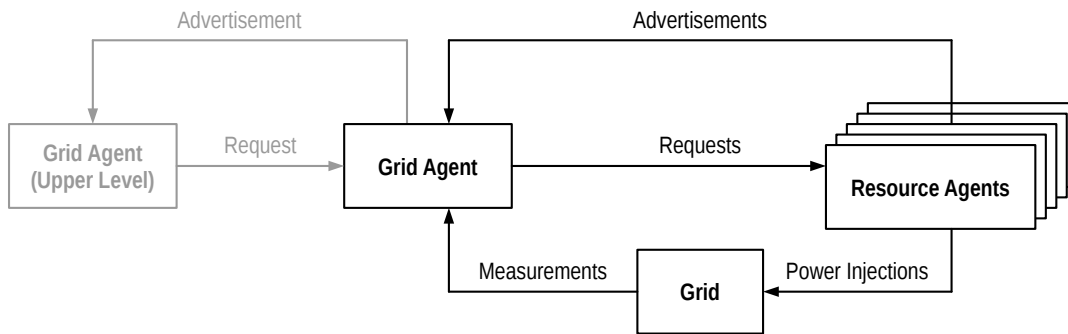 Advertisement
Advertisements
Grid Agent
(Upper Level)
Request
Grid Agent
Requests
Resource Agents
Measurements
Grid
Power Injections